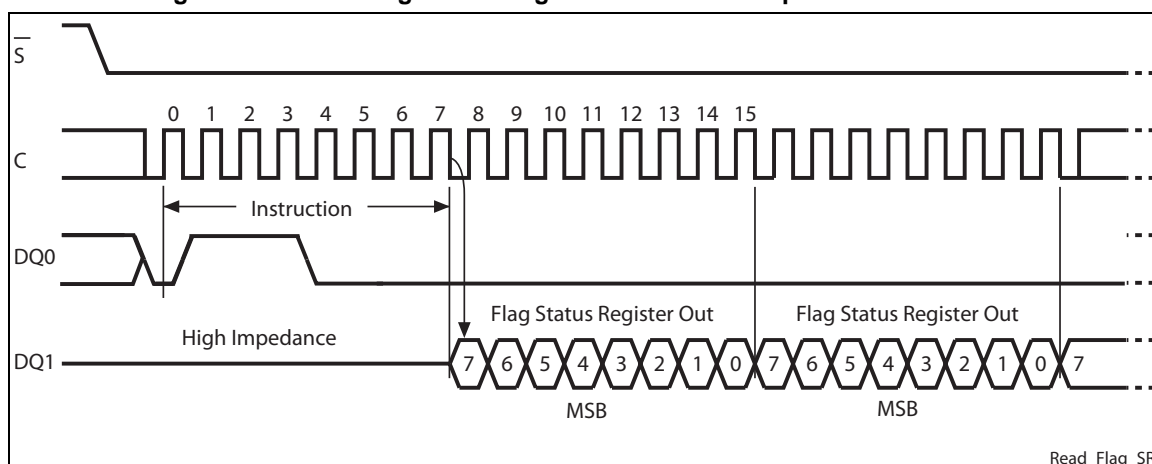 S
0 1 2 3 4 5 6 7 8 9 10 11 12 13 14 15
C
Instruction
DQ0
Flag Status Register Out Flag Status Register Out
High Impedance
DQ1 7 6 5 4 3 2 1 0 7 6 5 4 3 2 1 0 7
MSB MSB
Read_Flag_SR